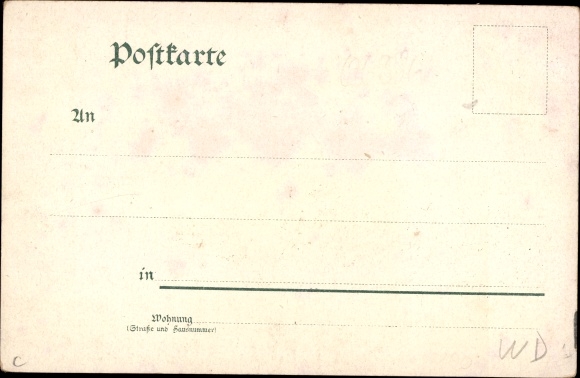 Postkarte
An
in
Wohnung
(Straße und Hausnummer)
WD
c